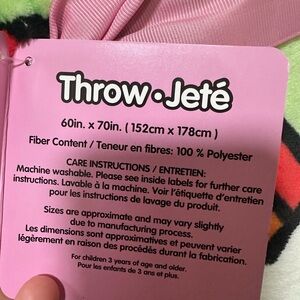 Throw • Jeté
60in. x 70in. ( 152cm x 178cm )
Fiber Content / Teneur en fibres: 100 % Polyester
CARE INSTRUCTIONS / ENTRETIEN:
Machine washable. Please see inside labels for further care
instructions. Lavable à la machine. Voir l'étiquette d'entretien
pour les instructions de lavage du produit.
Sizes are approximate and may vary slightly
due to manufacturing process.
Les dimensions sont approximatives et peuvent varier
légèrement en raison des procédés durant la fabrication.
For children 3 years of age and older.
Pour les enfants de 3 ans et plus.